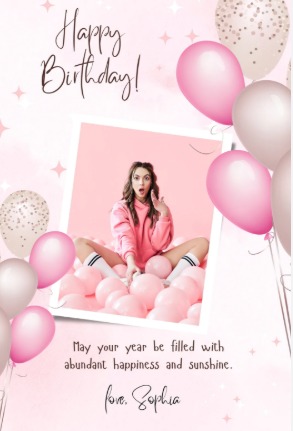 Happy
Birthday!
May your year be filled with
abundant happiness and sunshine.
love, Sophia